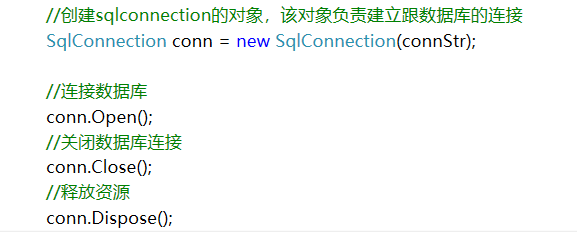 //创建sqlconnection的对象，该对象负责建立跟数据库的连接
SqlConnection conn = new SqlConnection(connStr);
//连接数据库
conn.Open();
//关闭数据库连接
conn.Close();
//释放资源
conn.Dispose();